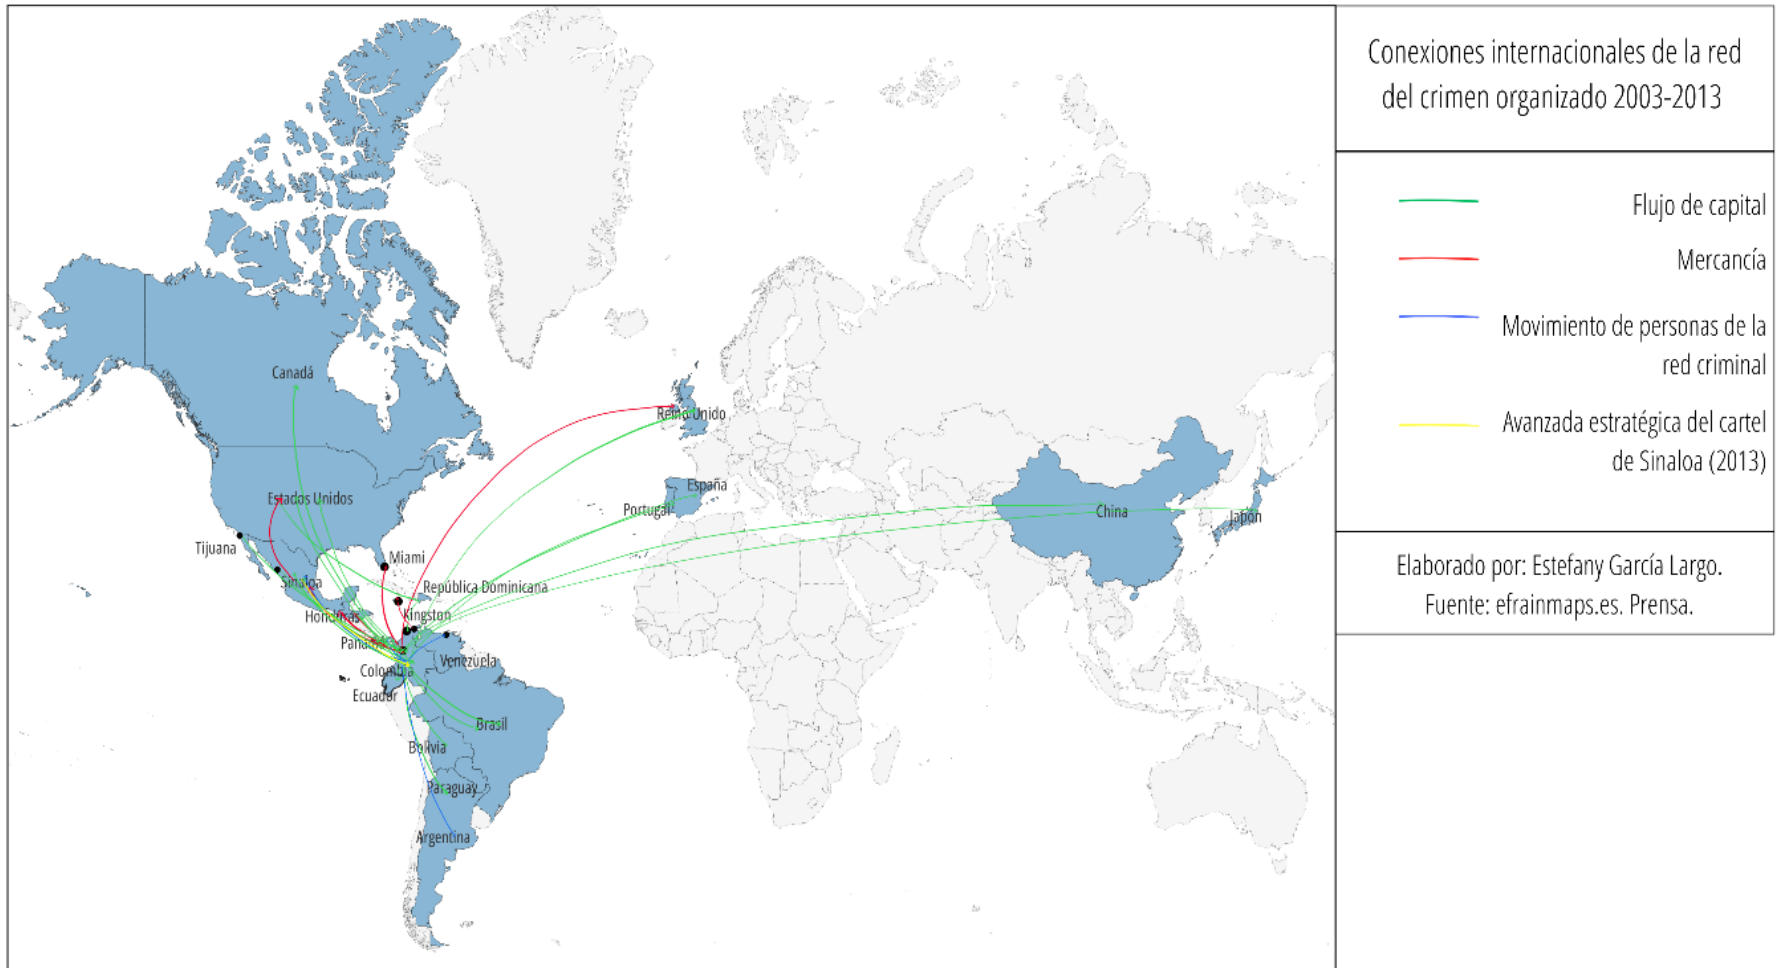 Conexiones internacionales de la red
del crimen organizado 2003-2013
Flujo de capital
Mercancía
Movimiento de personas de la
red criminal
Avanzada estratégica del cartel
de Sinaloa (2013)
Elaborado por: Estefany García Largo.
Fuente: efrainmaps.es. Prensa.
Canadá
Reino Unido
Estados Unidos
España
Portugal
China
Japón
Tijuana
Miami
Sinaloa
República Dominicana
Honduras
Kingston
Panamá
Venezuela
Colombia
Ecuador
Brasil
Bolivia
Paraguay
Argentina